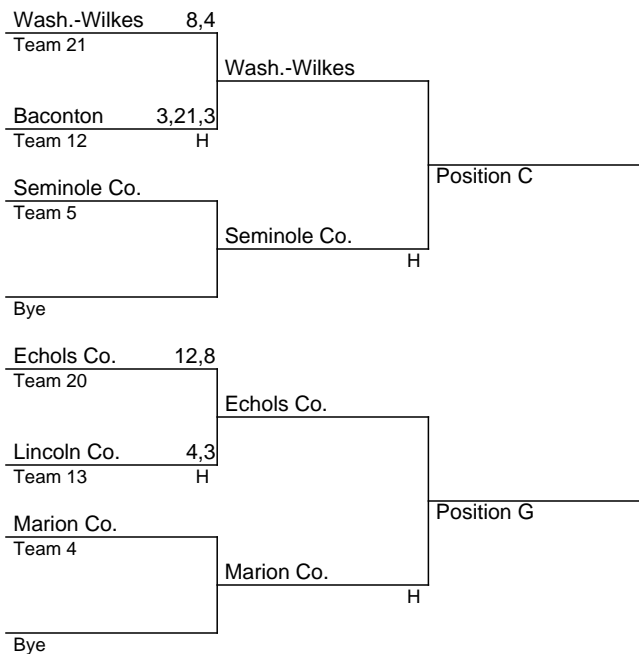 Wash.-Wilkes 8,4
Team 21
Wash.-Wilkes
Baconton 3,21,3
Team 12 H
Position C
Seminole Co.
Team 5
Seminole Co.
H
Bye
Echols Co. 12,8
Team 20
Echols Co.
Lincoln Co. 4,3
Team 13 H
Position G
Marion Co.
Team 4
Marion Co.
H
Bye